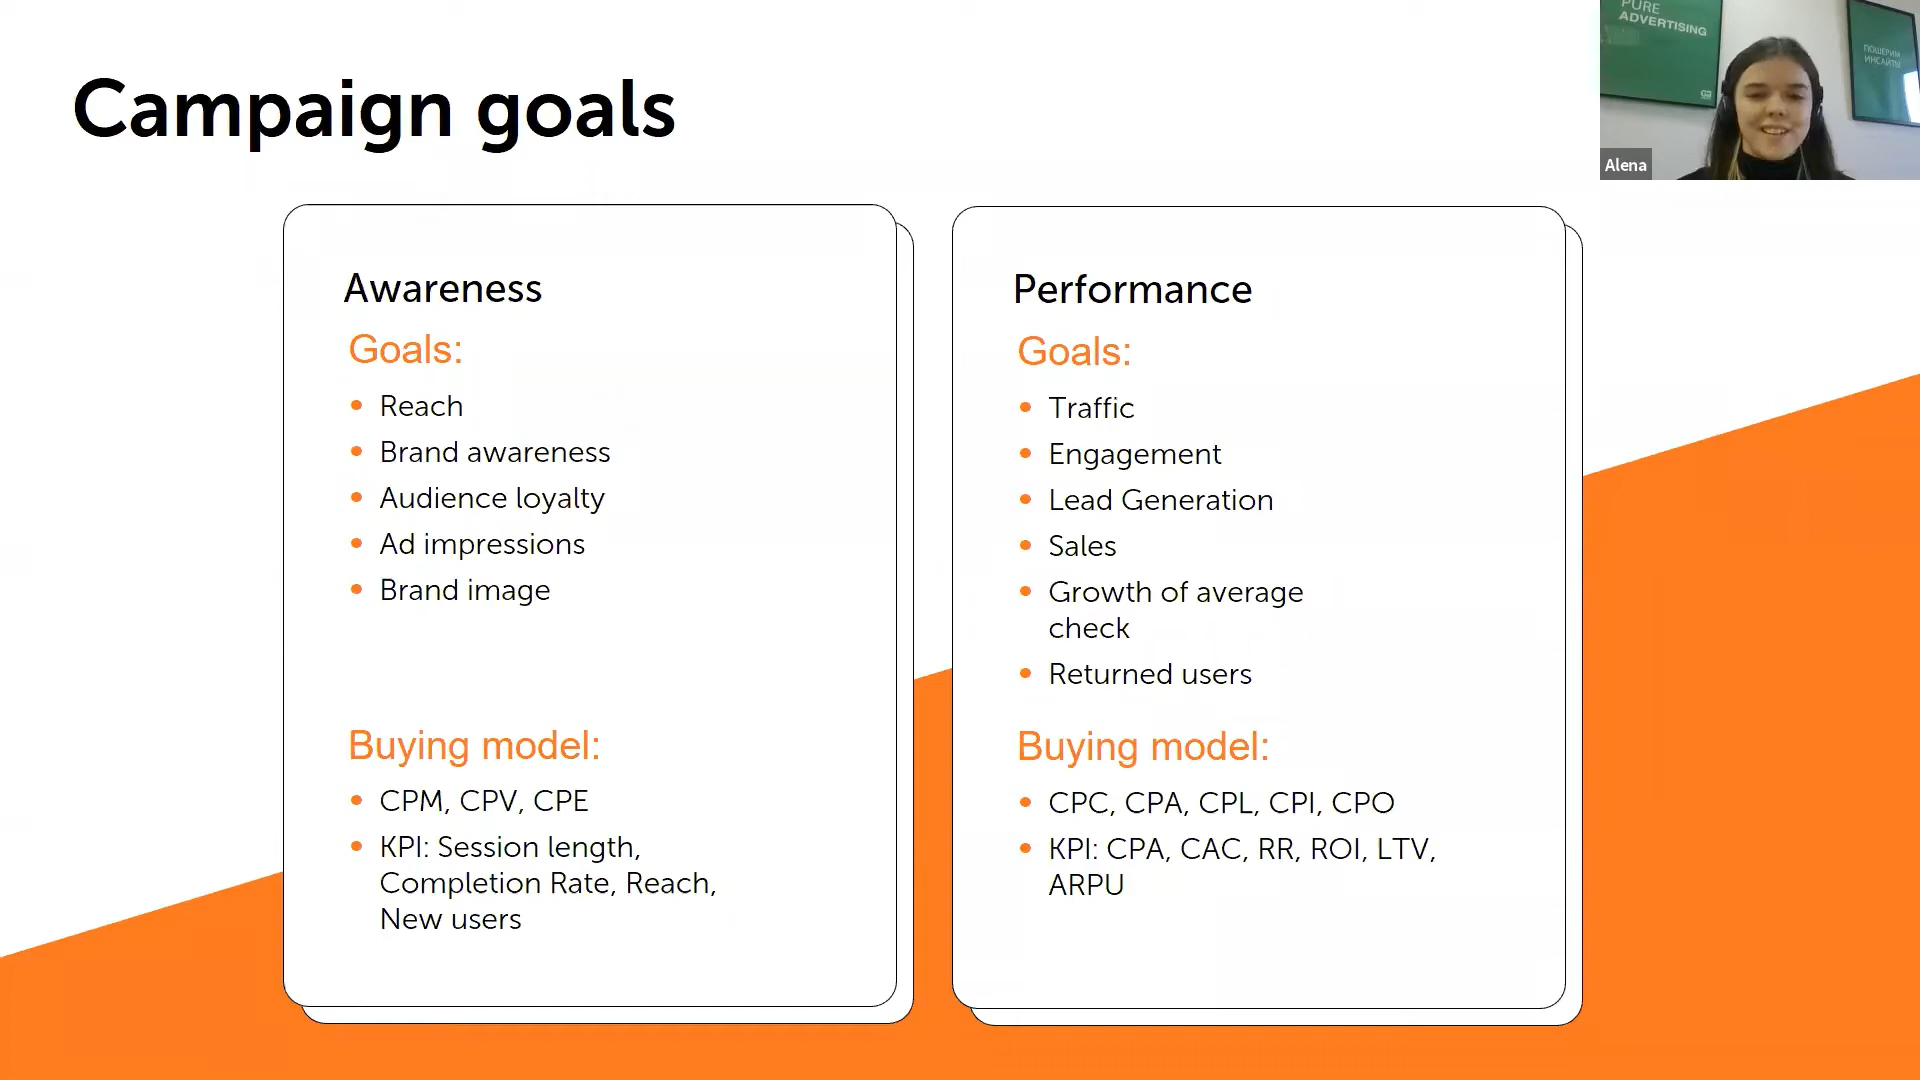 Campaign goals
PURE
ADVERTISING
ПОШЕРИМ
ИНСАЙТЫ
Alena
Awareness
Goals:
• Reach
• Brand awareness
• Audience loyalty
• Ad impressions
• Brand image
Buying model:
• CPM, CPV, CPE
• KPI: Session length,
Completion Rate, Reach,
New users
Performance
Goals:
• Traffic
• Engagement
• Lead Generation
• Sales
• Growth of average
check
• Returned users
Buying model:
• CPC, CPA, CPL, CPI, CPO
• KPI: CPA, CAC, RR, ROI, LTV,
ARPU